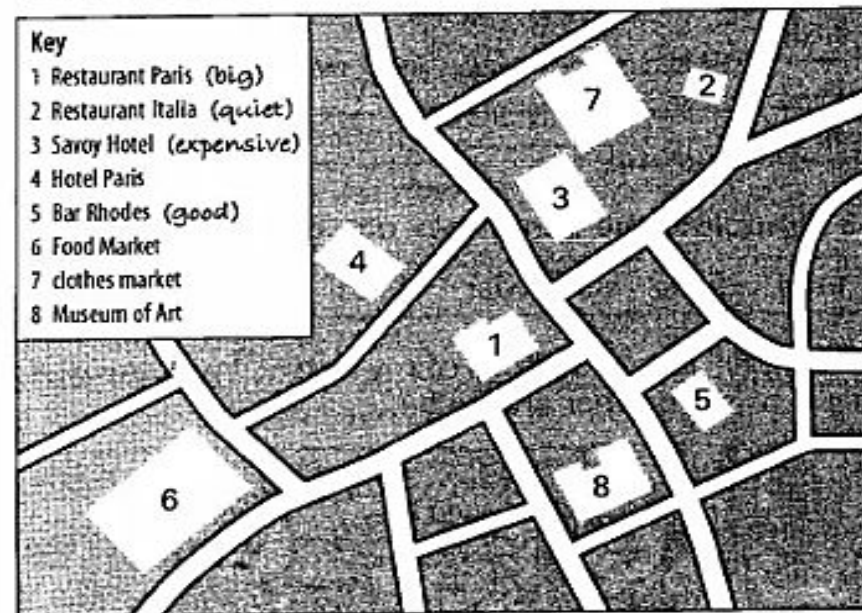 Key
1 Restaurant Paris (big)
2 Restaurant Italia (quiet)
3 Savoy Hotel (expensive)
4 Hotel Paris
5 Bar Rhodes (good)
6 Food Market
7 clothes market
8 Museum of Art
7
2
3
4
1
5
6
8